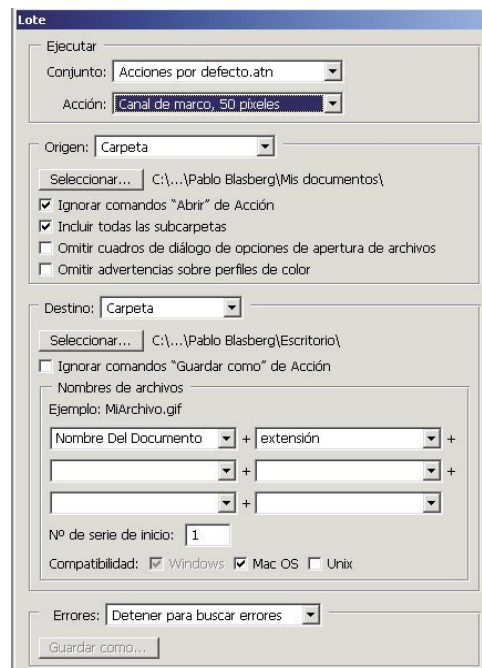 Lote
Ejecutar
Conjunto: Acciones por defecto.atn
Acción: Canal de marco, 50 píxeles
Origen: Carpeta
Seleccionar... C:\...\Pablo Blasberg\Mis documentos\
Ignorar comandos "Abrir" de Acción
Incluir todas las subcarpetas
Omitir cuadros de diálogo de opciones de apertura de archivos
Omitir advertencias sobre perfiles de color
Destino: Carpeta
Seleccionar... C:\...\Pablo Blasberg\Escritorio\
Ignorar comandos "Guardar como" de Acción
Nombres de archivos
Ejemplo: MiArchivo.gif
Nombre Del Documento + extensión +
+ +
+
Nº de serie de inicio: 1
Compatibilidad: Windows Mac OS Unix
Errores: Detener para buscar errores
Guardar como...